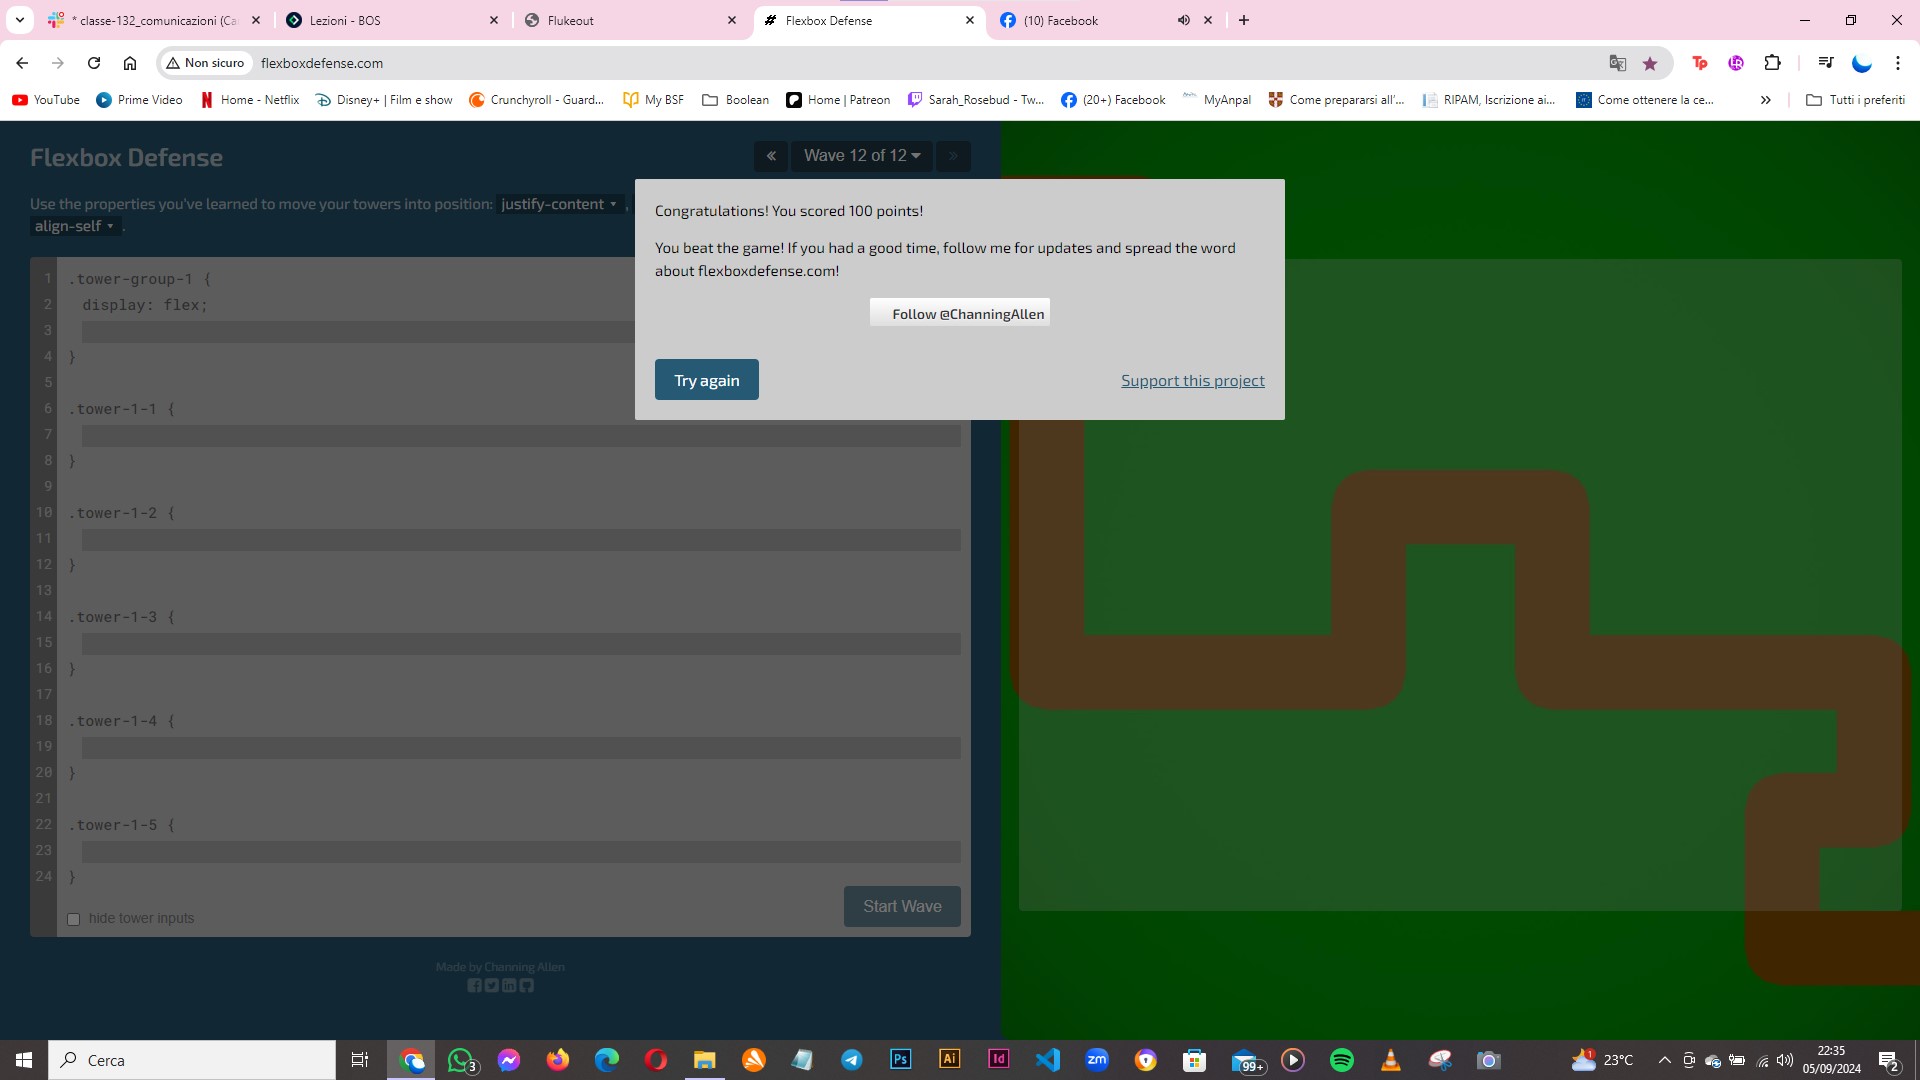 * classe-132_comunicazioni (Ca
Lezioni - BOS
Flukeout
Flexbox Defense
(10) Facebook
Non sicuro
flexboxdefense.com
YouTube
Prime Video
Home - Netflix
Disney+ | Film e show
Crunchyroll - Guard...
My BSF
Boolean
Home | Patreon
Sarah_Rosebud - Tw...
(20+) Facebook
MyAnpal
Come prepararsi all'...
RIPAM, Iscrizione ai...
Come ottenere la ce...
Tutti i preferiti
Flexbox Defense
Wave 12 of 12
Use the properties you've learned to move your towers into position: justify-content ,
align-self .
Congratulations! You scored 100 points!
You beat the game! If you had a good time, follow me for updates and spread the word
about flexboxdefense.com!
Follow @ChanningAllen
Try again
Support this project
1 .tower-group-1 {
2 display: flex;
3
4 }
5
6 .tower-1-1 {
7
8 }
9
10 .tower-1-2 {
11
12 }
13
14 .tower-1-3 {
15
16 }
17
18 .tower-1-4 {
19
20 }
21
22 .tower-1-5 {
23
24 }
hide tower inputs
Start Wave
Made by Channing Allen
Cerca
3
Ps
Ai
Id
zm
99+
1
23°C
22:35
05/09/2024
2